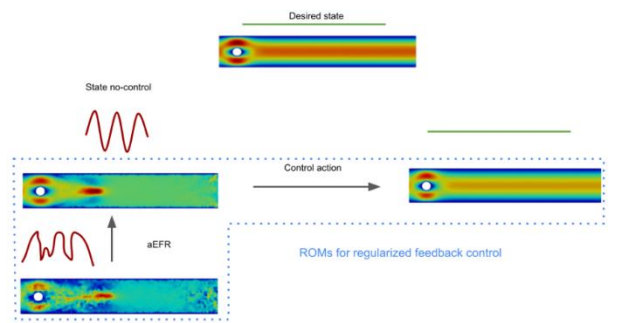 Desired state
State no-control
Control action
aEFR
ROMs for regularized feedback control